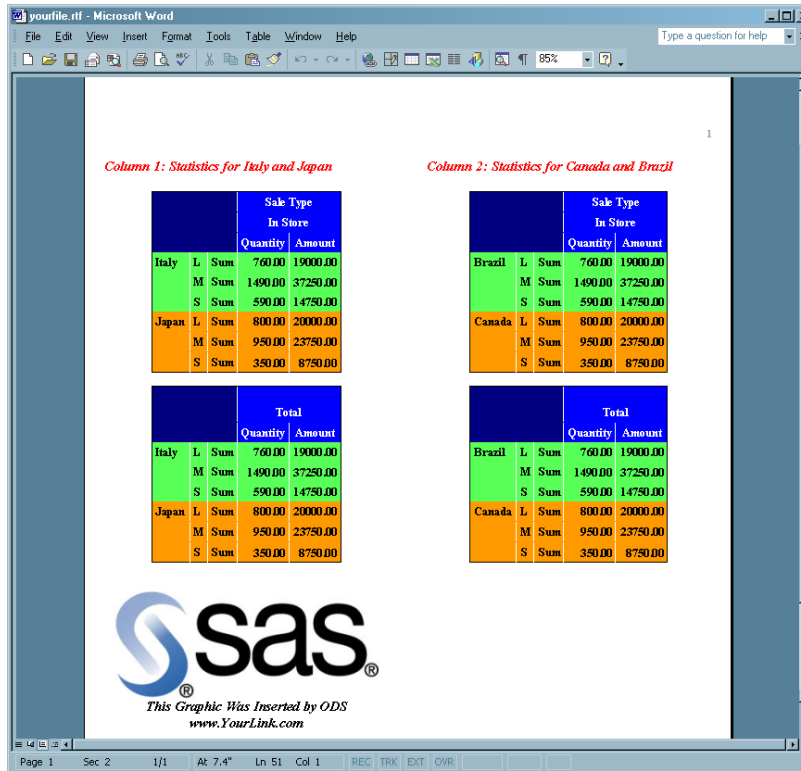 yourfile.rtf - Microsoft Word
File Edit View Insert Format Tools Table Window Help
Type a question for help
85%
1
Column 1: Statistics for Italy and Japan
Column 2: Statistics for Canada and Brazil
Sale Type
In Store
Quantity Amount
Italy L Sum 760.00 19000.00
M Sum 1490.00 37250.00
S Sum 590.00 14750.00
Japan L Sum 800.00 20000.00
M Sum 950.00 23750.00
S Sum 350.00 8750.00
Sale Type
In Store
Quantity Amount
Brazil L Sum 760.00 19000.00
M Sum 1490.00 37250.00
S Sum 590.00 14750.00
Canada L Sum 800.00 20000.00
M Sum 950.00 23750.00
S Sum 350.00 8750.00
Total
Quantity Amount
Italy L Sum 760.00 19000.00
M Sum 1490.00 37250.00
S Sum 590.00 14750.00
Japan L Sum 800.00 20000.00
M Sum 950.00 23750.00
S Sum 350.00 8750.00
Total
Quantity Amount
Brazil L Sum 760.00 19000.00
M Sum 1490.00 37250.00
S Sum 590.00 14750.00
Canada L Sum 800.00 20000.00
M Sum 950.00 23750.00
S Sum 350.00 8750.00
sas®
®
This Graphic Was Inserted by ODS
www.YourLink.com
Page 1 Sec 2 1/1 At 7.4" Ln 51 Col 1 REC TRK EXT OVR